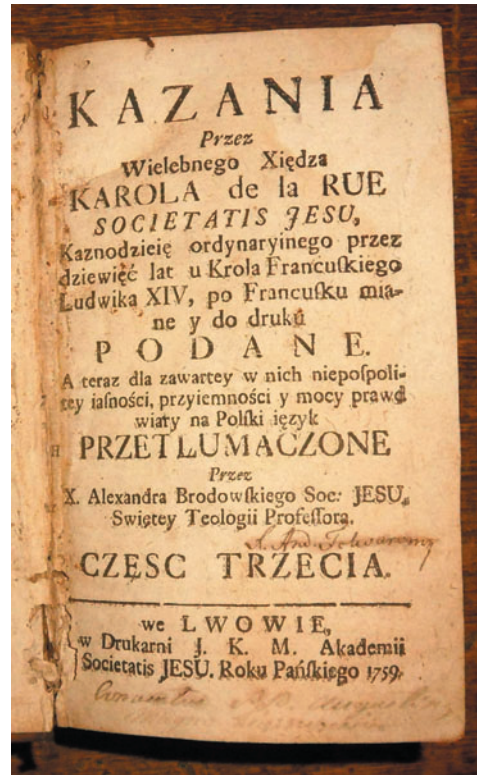 KAZANIA
Przez
Wielebnego Xiędza
KAROLA de la RUE
SOCIETATIS JESU,
Kaznodzieię ordynaryinego przez
dziewięć lat u Krola Francuſkiego
Ludwika XIV, po Francuſku mia-
ne y do druku
PODANE.
A teraz dla zawartey w nich niepoſpoli-
tey iaſności, przyiemności y mocy prawd
wiary na Polſki ięzyk
PRZETLUMACZONE
Przez
X. Alexandra Brodowſkiego Soc: JESU,
Swiętey Teologii Profeſſora.
CZĘSC TRZECIA.
we LWOWIE,
w Drukarni J. K. M. Akademii
Societatis JESU. Roku Pańſkiego 1759.
Conventus